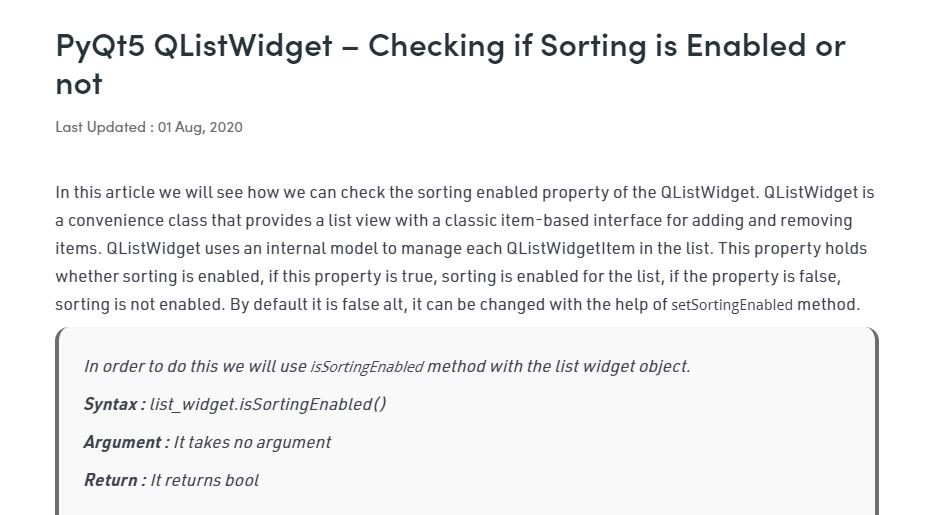 PyQt5 QListWidget – Checking if Sorting is Enabled or
not
Last Updated : 01 Aug, 2020
In this article we will see how we can check the sorting enabled property of the QListWidget. QListWidget is
a convenience class that provides a list view with a classic item-based interface for adding and removing
items. QListWidget uses an internal model to manage each QListWidgetItem in the list. This property holds
whether sorting is enabled, if this property is true, sorting is enabled for the list, if the property is false,
sorting is not enabled. By default it is false alt, it can be changed with the help of setSortingEnabled method.
In order to do this we will use isSortingEnabled method with the list widget object.
Syntax : list_widget.isSortingEnabled()
Argument : It takes no argument
Return : It returns bool